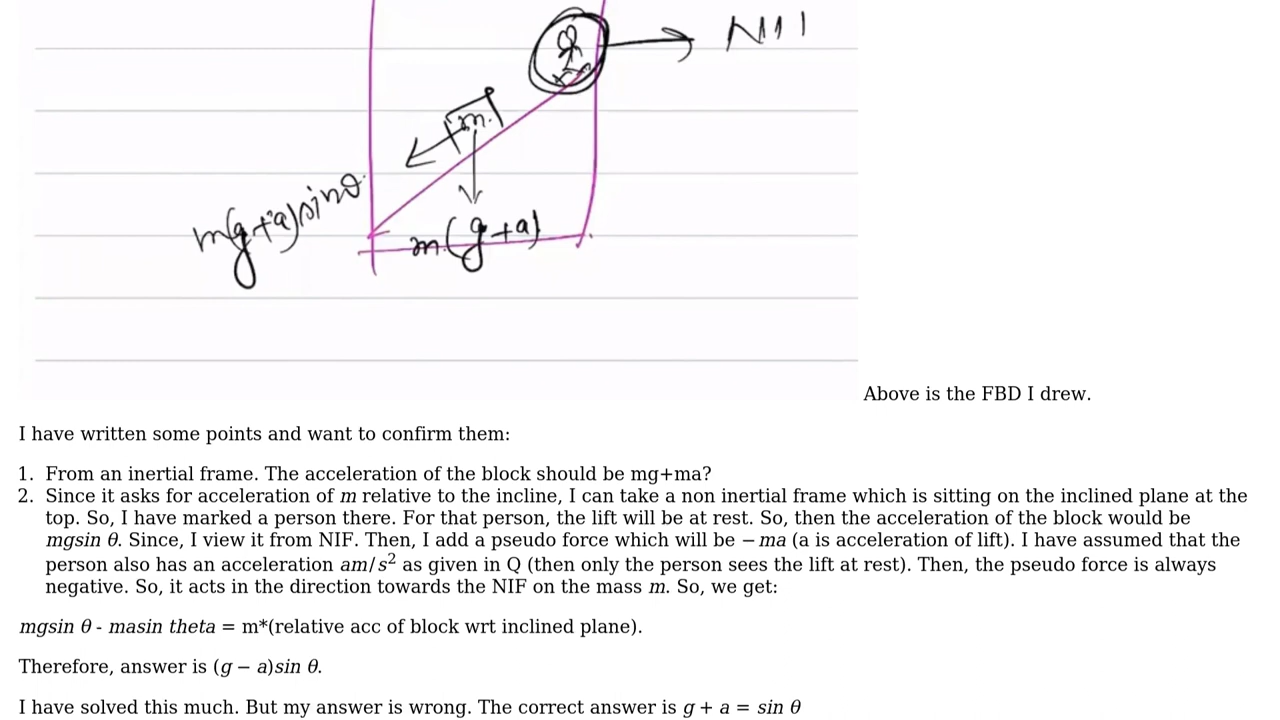 NII
m
m(g+a)sinθ.
m(g+a)
Above is the FBD I drew.
I have written some points and want to confirm them:
1. From an inertial frame. The acceleration of the block should be mg+ma?
2. Since it asks for acceleration of m relative to the incline, I can take a non inertial frame which is sitting on the inclined plane at the
top. So, I have marked a person there. For that person, the lift will be at rest. So, then the acceleration of the block would be
mgsin θ. Since, I view it from NIF. Then, I add a pseudo force which will be − ma (a is acceleration of lift). I have assumed that the
person also has an acceleration am/s² as given in Q (then only the person sees the lift at rest). Then, the pseudo force is always
negative. So, it acts in the direction towards the NIF on the mass m. So, we get:
mgsin θ - masin theta = m*(relative acc of block wrt inclined plane).
Therefore, answer is (g − a)sin θ.
I have solved this much. But my answer is wrong. The correct answer is g + a = sin θ